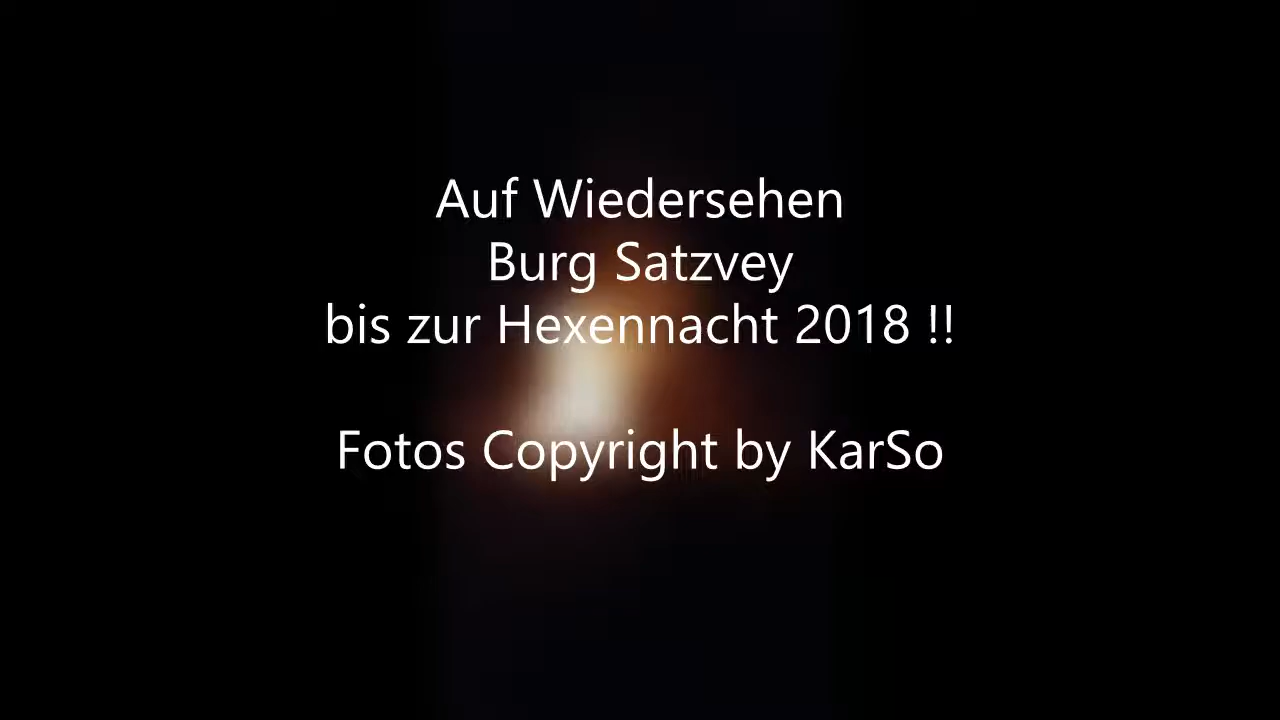 Auf Wiedersehen
Burg Satzvey
bis zur Hexennacht 2018 !!
Fotos Copyright by KarSo